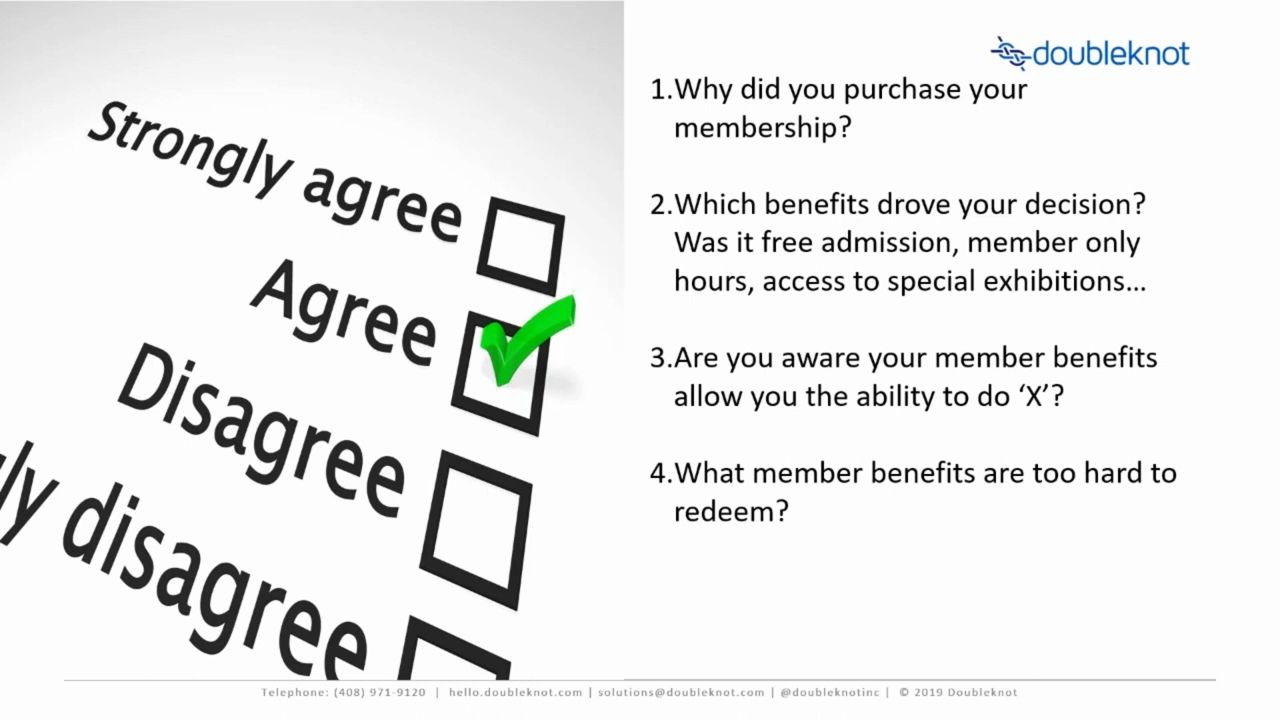 Strongly agree
Agree
Disagree
disagree
doubleknot
1.Why did you purchase your
membership?
2.Which benefits drove your decision?
Was it free admission, member only
hours, access to special exhibitions...
3.Are you aware your member benefits
allow you the ability to do ‘X’?
4.What member benefits are too hard to
redeem?
Telephone: (408) 971-9120 | hello.doubleknot.com | solutions@doubleknot.com | @doubleknotinc | © 2019 Doubleknot